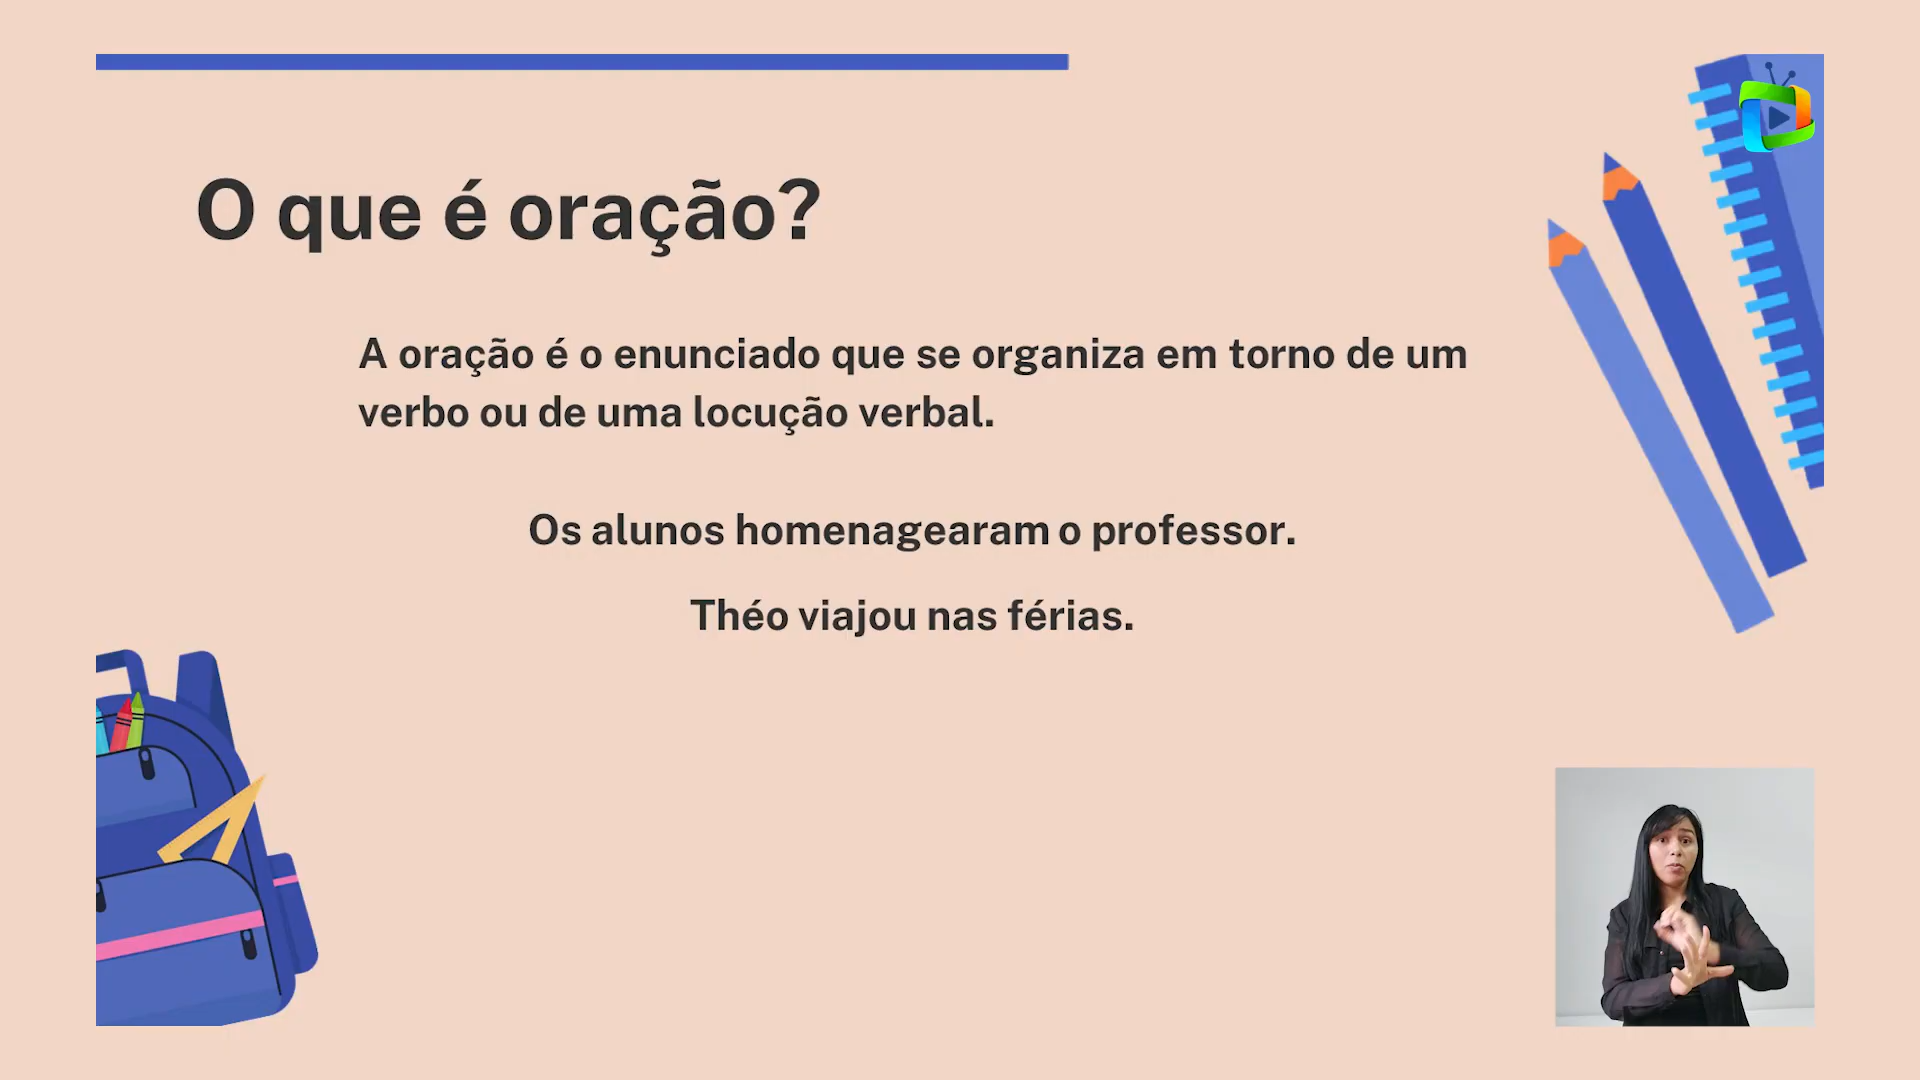 O que é oração?
A oração é o enunciado que se organiza em torno de um
verbo ou de uma locução verbal.
Os alunos homenagearam o professor.
Théo viajou nas férias.